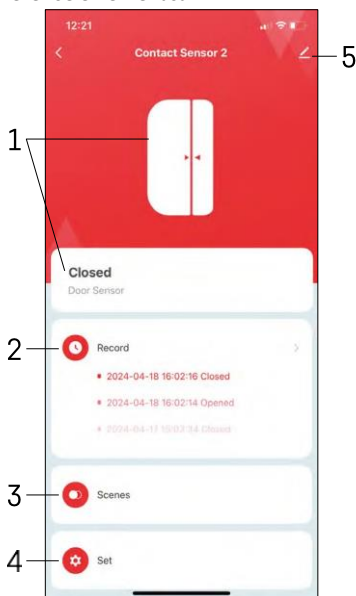 12:21
Contact Sensor 2
5
1
Closed
Door Sensor
2
Record
2024-04-18 16:02:16 Closed
2024-04-18 16:02:14 Opened
3
Scenes
4
Set